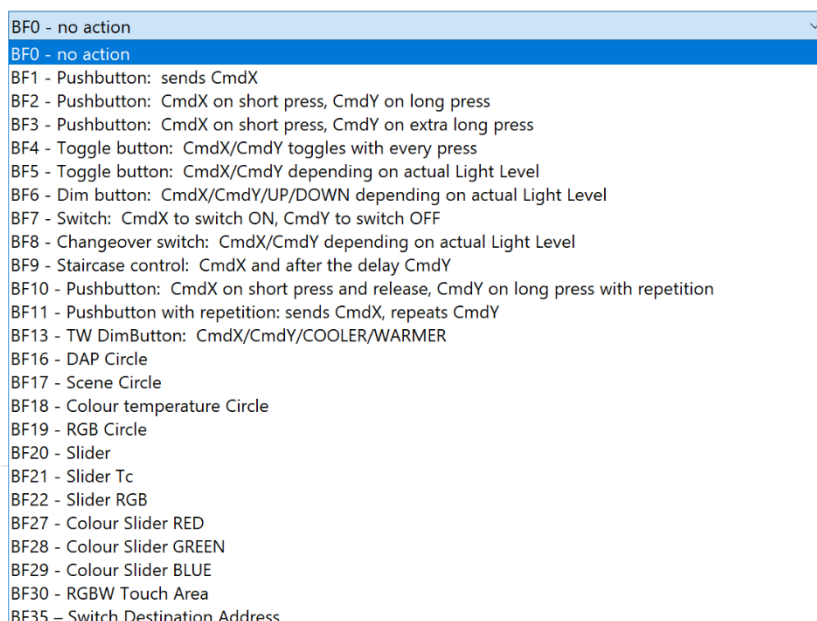 BF0 - no action
BF0 - no action
BF1 - Pushbutton:  sends CmdX
BF2 - Pushbutton:  CmdX on short press, CmdY on long press
BF3 - Pushbutton:  CmdX on short press, CmdY on extra long press
BF4 - Toggle button:  CmdX/CmdY toggles with every press
BF5 - Toggle button:  CmdX/CmdY depending on actual Light Level
BF6 - Dim button:  CmdX/CmdY/UP/DOWN depending on actual Light Level
BF7 - Switch:  CmdX to switch ON, CmdY to switch OFF
BF8 - Changeover switch:  CmdX/CmdY depending on actual Light Level
BF9 - Staircase control:  CmdX and after the delay CmdY
BF10 - Pushbutton:  CmdX on short press and release, CmdY on long press with repetition
BF11 - Pushbutton with repetition: sends CmdX, repeats CmdY
BF13 - TW DimButton:  CmdX/CmdY/COOLER/WARMER
BF16 - DAP Circle
BF17 - Scene Circle
BF18 - Colour temperature Circle
BF19 - RGB Circle
BF20 - Slider
BF21 - Slider Tc
BF22 - Slider RGB
BF27 - Colour Slider RED
BF28 - Colour Slider GREEN
BF29 - Colour Slider BLUE
BF30 - RGBW Touch Area
BF35 – Switch Destination Address